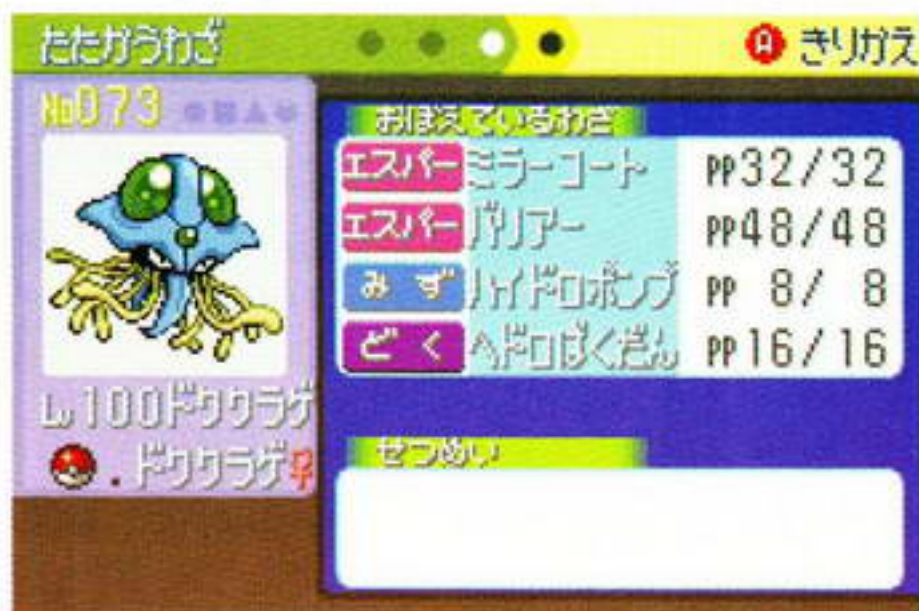 たたかうわざ
A きりかえ
No073
おぼえているわざ
エスパー ミラーコート PP32/32
エスパー バリアー PP48/48
みず ハイドロポンプ PP 8/ 8
どく ヘドロばくだん PP16/16
Lv100ドククラゲ
.ドククラゲ♀
せつめい